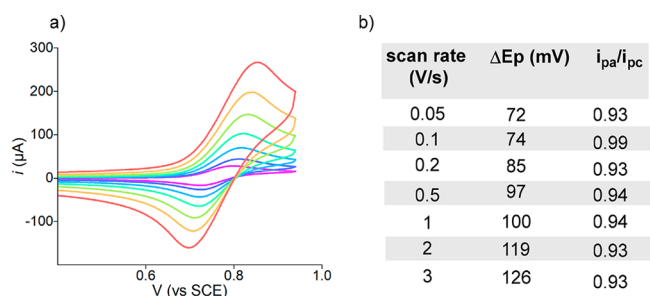 a)
300
200
100
0
-100
i (µA)
0.6
0.8
1.0
V (vs SCE)
b)
scan rate (V/s) ΔEp (mV) ipa/ipc
0.05 72 0.93
0.1 74 0.99
0.2 85 0.93
0.5 97 0.94
1 100 0.94
2 119 0.93
3 126 0.93